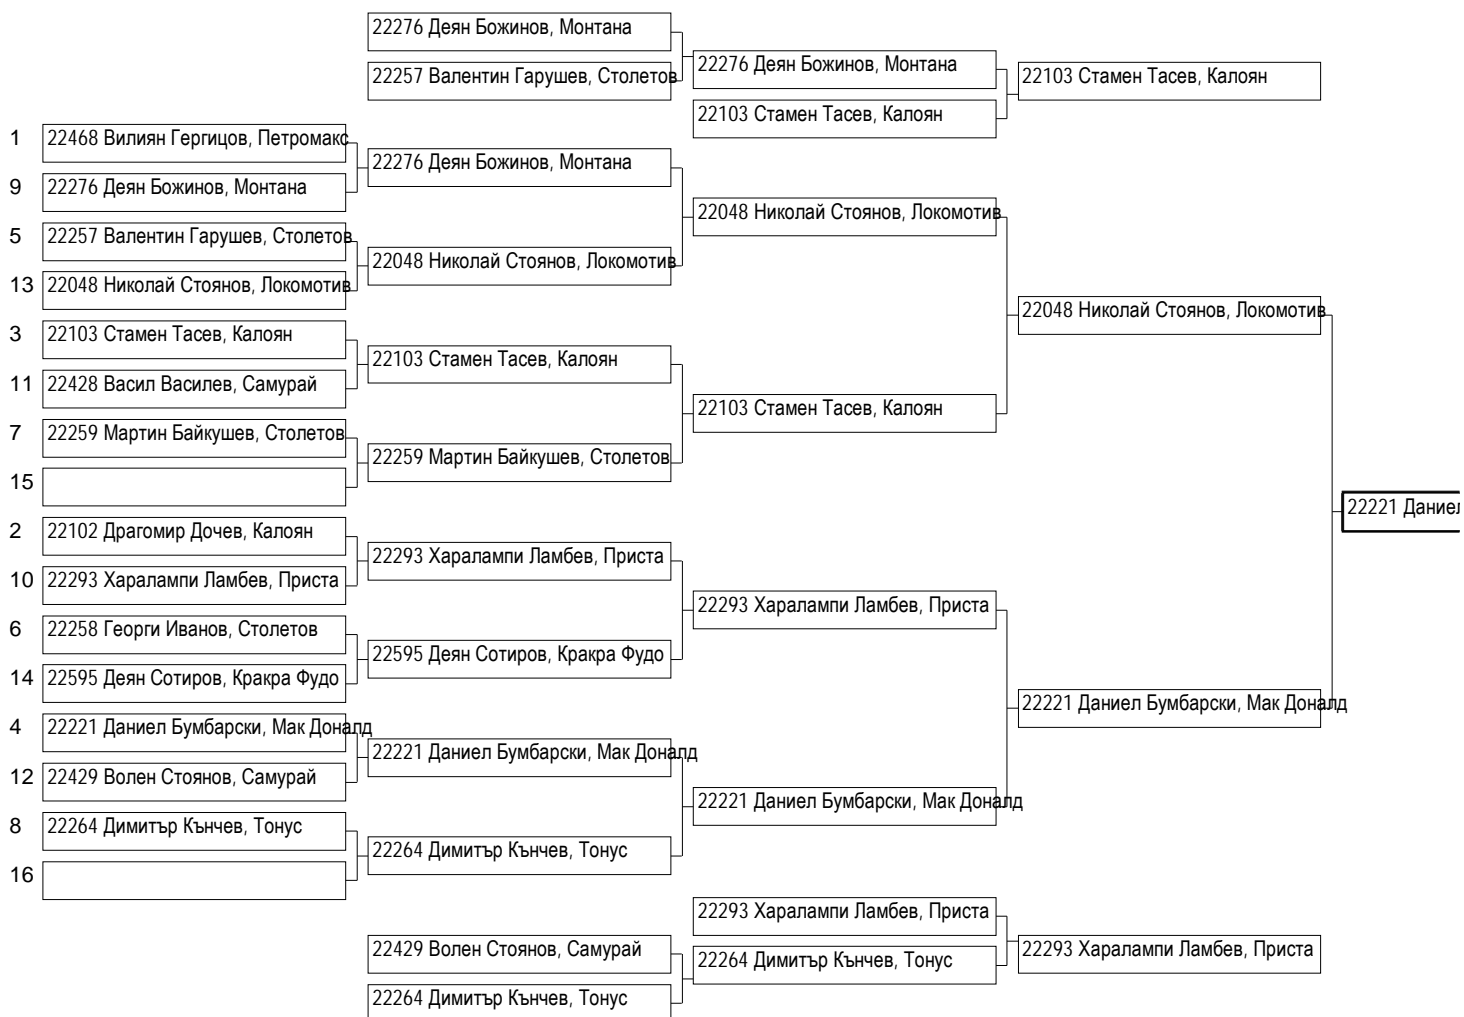 22276 Деян Божинов, Монтана
22257 Валентин Гарушев, Столетов
22276 Деян Божинов, Монтана
22103 Стамен Тасев, Калоян
22103 Стамен Тасев, Калоян
1 22468 Вилиян Гергицов, Петромакс
9 22276 Деян Божинов, Монтана
5 22257 Валентин Гарушев, Столетов
13 22048 Николай Стоянов, Локомотив
3 22103 Стамен Тасев, Калоян
11 22428 Васил Василев, Самурай
7 22259 Мартин Байкушев, Столетов
15
2 22102 Драгомир Дочев, Калоян
10 22293 Харалампи Ламбев, Приста
6 22258 Георги Иванов, Столетов
14 22595 Деян Сотиров, Кракра Фудо
4 22221 Даниел Бумбарски, Мак Доналд
12 22429 Волен Стоянов, Самурай
8 22264 Димитър Кънчев, Тонус
16
22276 Деян Божинов, Монтана
22048 Николай Стоянов, Локомотив
22103 Стамен Тасев, Калоян
22259 Мартин Байкушев, Столетов
22293 Харалампи Ламбев, Приста
22595 Деян Сотиров, Кракра Фудо
22221 Даниел Бумбарски, Мак Доналд
22264 Димитър Кънчев, Тонус
22048 Николай Стоянов, Локомотив
22103 Стамен Тасев, Калоян
22293 Харалампи Ламбев, Приста
22221 Даниел Бумбарски, Мак Доналд
22048 Николай Стоянов, Локомотив
22221 Даниел Бумбарски, Мак Доналд
22221 Даниел
22429 Волен Стоянов, Самурай
22264 Димитър Кънчев, Тонус
22293 Харалампи Ламбев, Приста
22264 Димитър Кънчев, Тонус
22293 Харалампи Ламбев, Приста